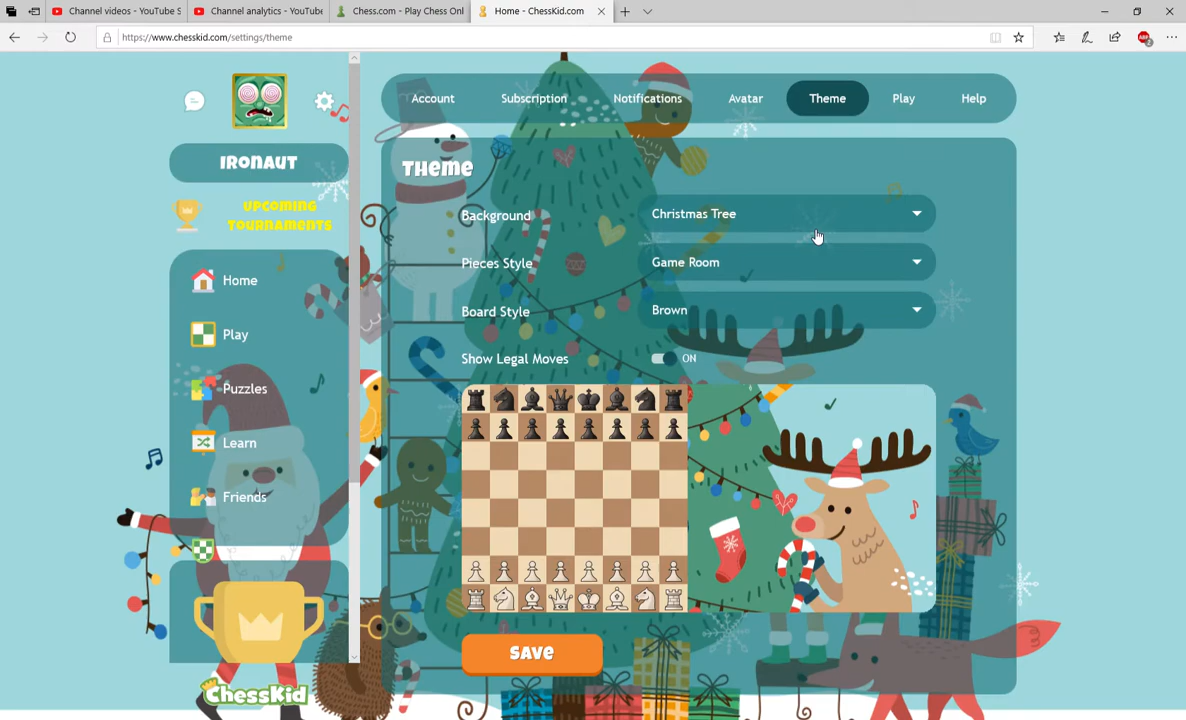 Channel videos - YouTube S
Channel analytics - YouTube
Chess.com - Play Chess Onl
Home - ChessKid.com
https://www.chesskid.com/settings/theme
ABP
2
Account
Subscription
Notifications
Avatar
Theme
Play
Help
IRONAUT
UPCOMING
TOURNAMENTS
Home
Play
Puzzles
Learn
Friends
ChessKid
THEME
Background
Christmas Tree
Pieces Style
Game Room
Board Style
Brown
Show Legal Moves
ON
SAVE